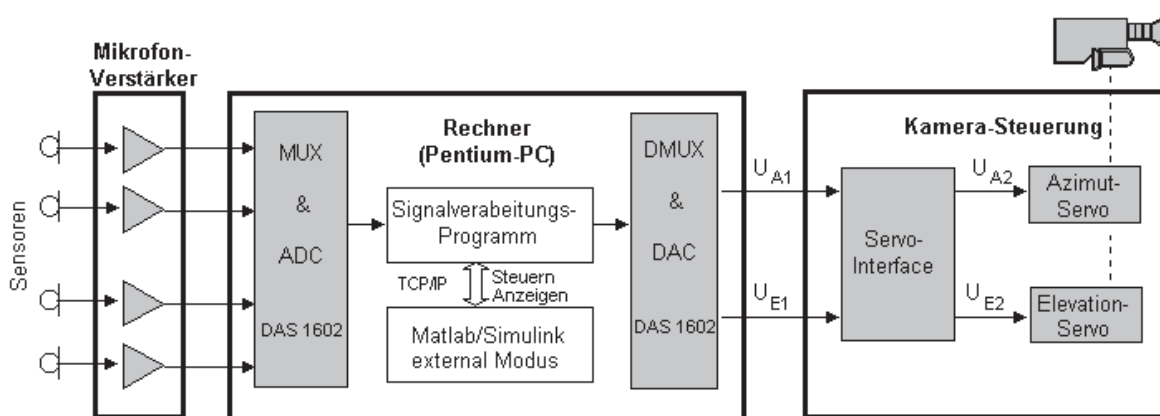 Mikrofon-
Verstärker
Sensoren
MUX
&
ADC
DAS 1602
Rechner
(Pentium-PC)
Signalverabeitungs-
Programm
TCP/IP
Steuern
Anzeigen
Matlab/Simulink
external Modus
DMUX
&
DAC
DAS 1602
U A1
U E1
Kamera-Steuerung
Servo-
Interface
U A2
U E2
Azimut-
Servo
Elevation-
Servo